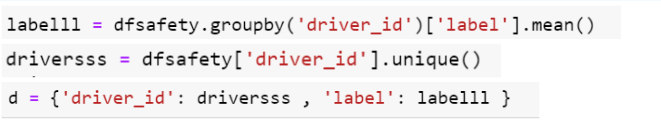 labelll = dfsafety.groupby('driver_id')['label'].mean()
driversss = dfsafety['driver_id'].unique()
d = {'driver_id': driversss , 'label': labelll }